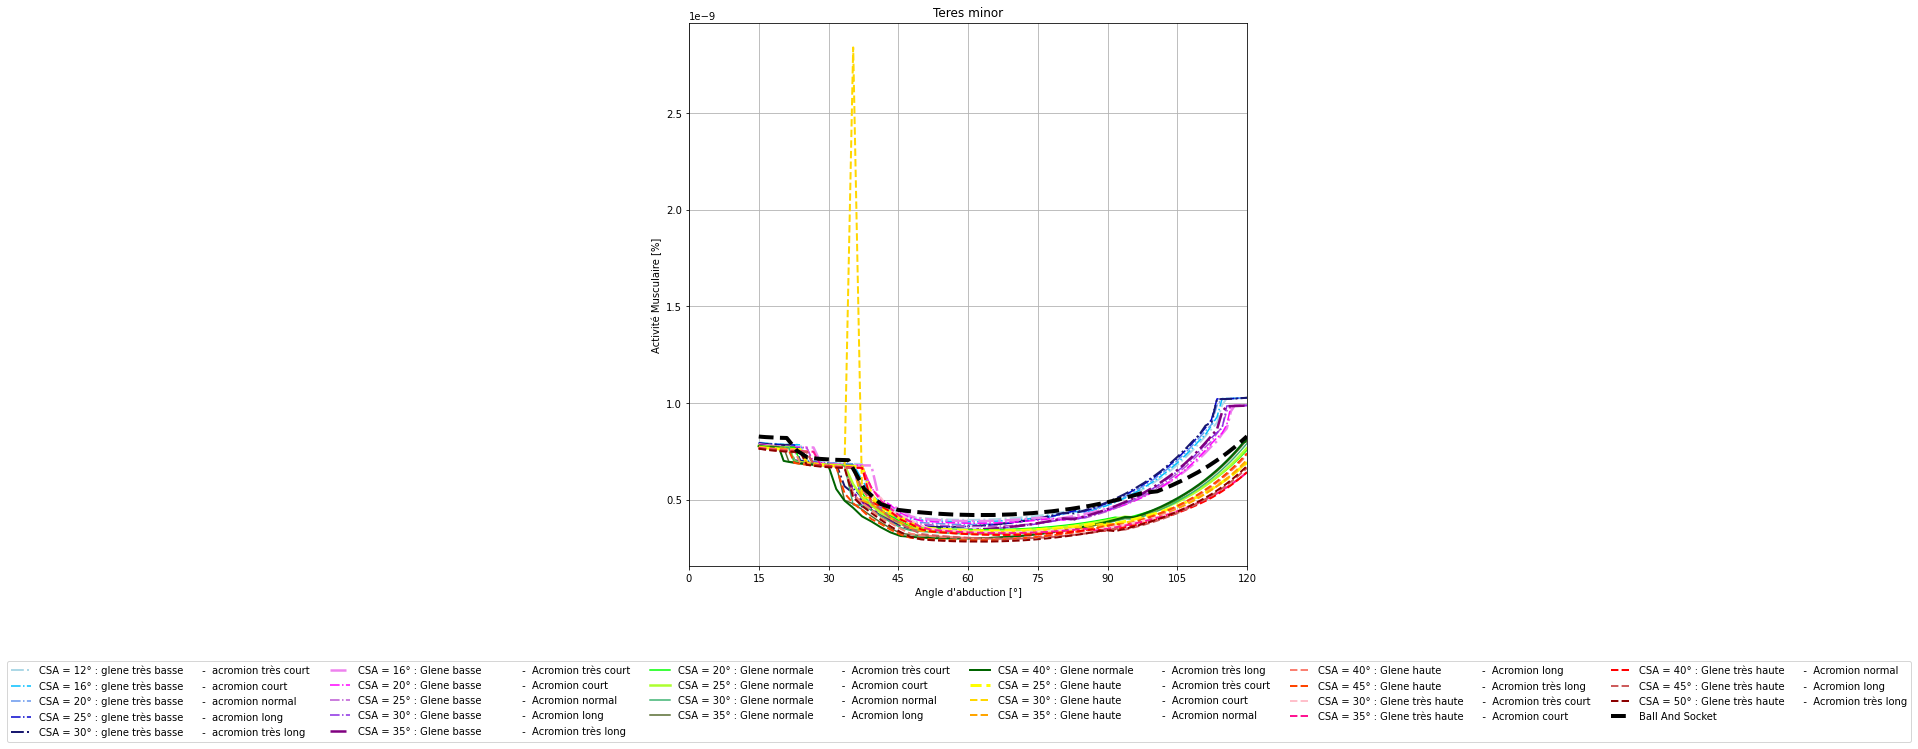 Teres minor
1e−9
2.5
2.0
1.5
1.0
0.5
Activité Musculaire [%]
0 15 30 45 60 75 90 105 120
Angle d'abduction [°]
CSA = 12° : glene très basse - acromion très court
CSA = 16° : glene très basse - acromion court
CSA = 20° : glene très basse - acromion normal
CSA = 25° : glene très basse - acromion long
CSA = 30° : glene très basse - acromion très long
CSA = 16° : Glene basse - Acromion très court
CSA = 20° : Glene basse - Acromion court
CSA = 25° : Glene basse - Acromion normal
CSA = 30° : Glene basse - Acromion long
CSA = 35° : Glene basse - Acromion très long
CSA = 20° : Glene normale - Acromion très court
CSA = 25° : Glene normale - Acromion court
CSA = 30° : Glene normale - Acromion normal
CSA = 35° : Glene normale - Acromion long
CSA = 40° : Glene normale - Acromion très long
CSA = 25° : Glene haute - Acromion très court
CSA = 30° : Glene haute - Acromion court
CSA = 35° : Glene haute - Acromion normal
CSA = 40° : Glene haute - Acromion long
CSA = 45° : Glene haute - Acromion très long
CSA = 30° : Glene très haute - Acromion très court
CSA = 35° : Glene très haute - Acromion court
CSA = 40° : Glene très haute - Acromion normal
CSA = 45° : Glene très haute - Acromion long
CSA = 50° : Glene très haute - Acromion très long
Ball And Socket